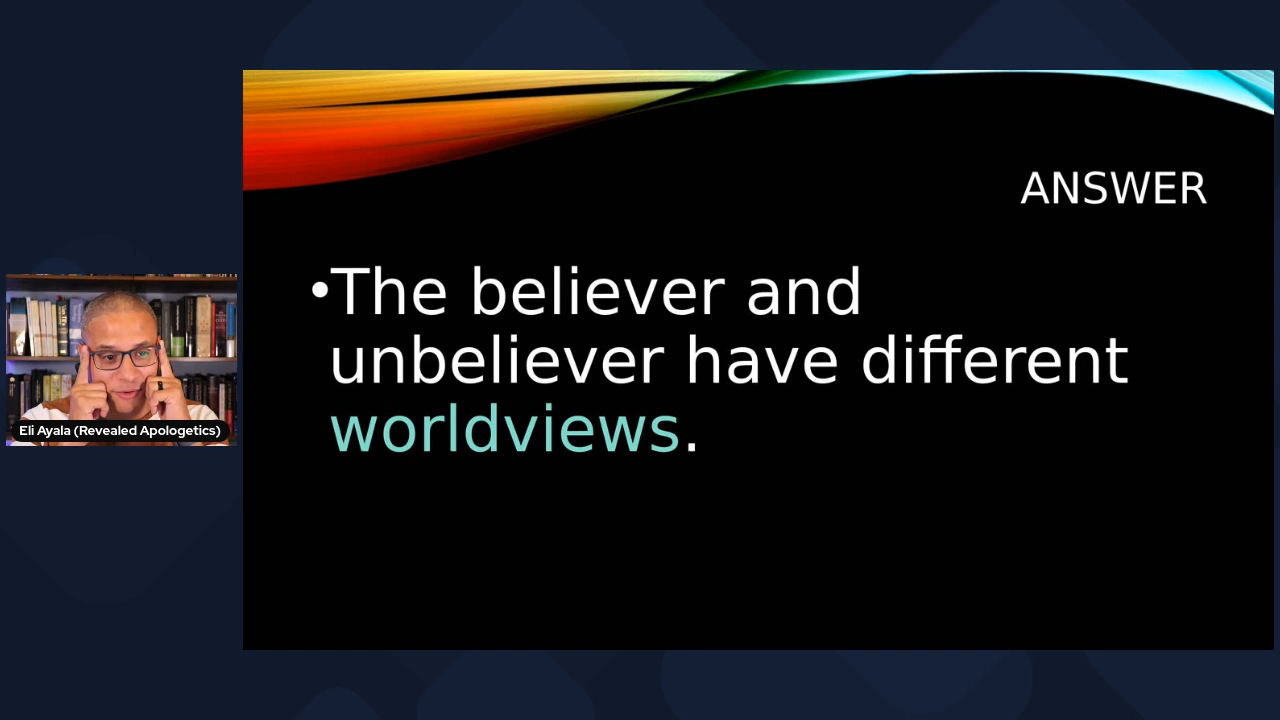 ANSWER
•The believer and
unbeliever have different
worldviews.
Eli Ayala (Revealed Apologetics)